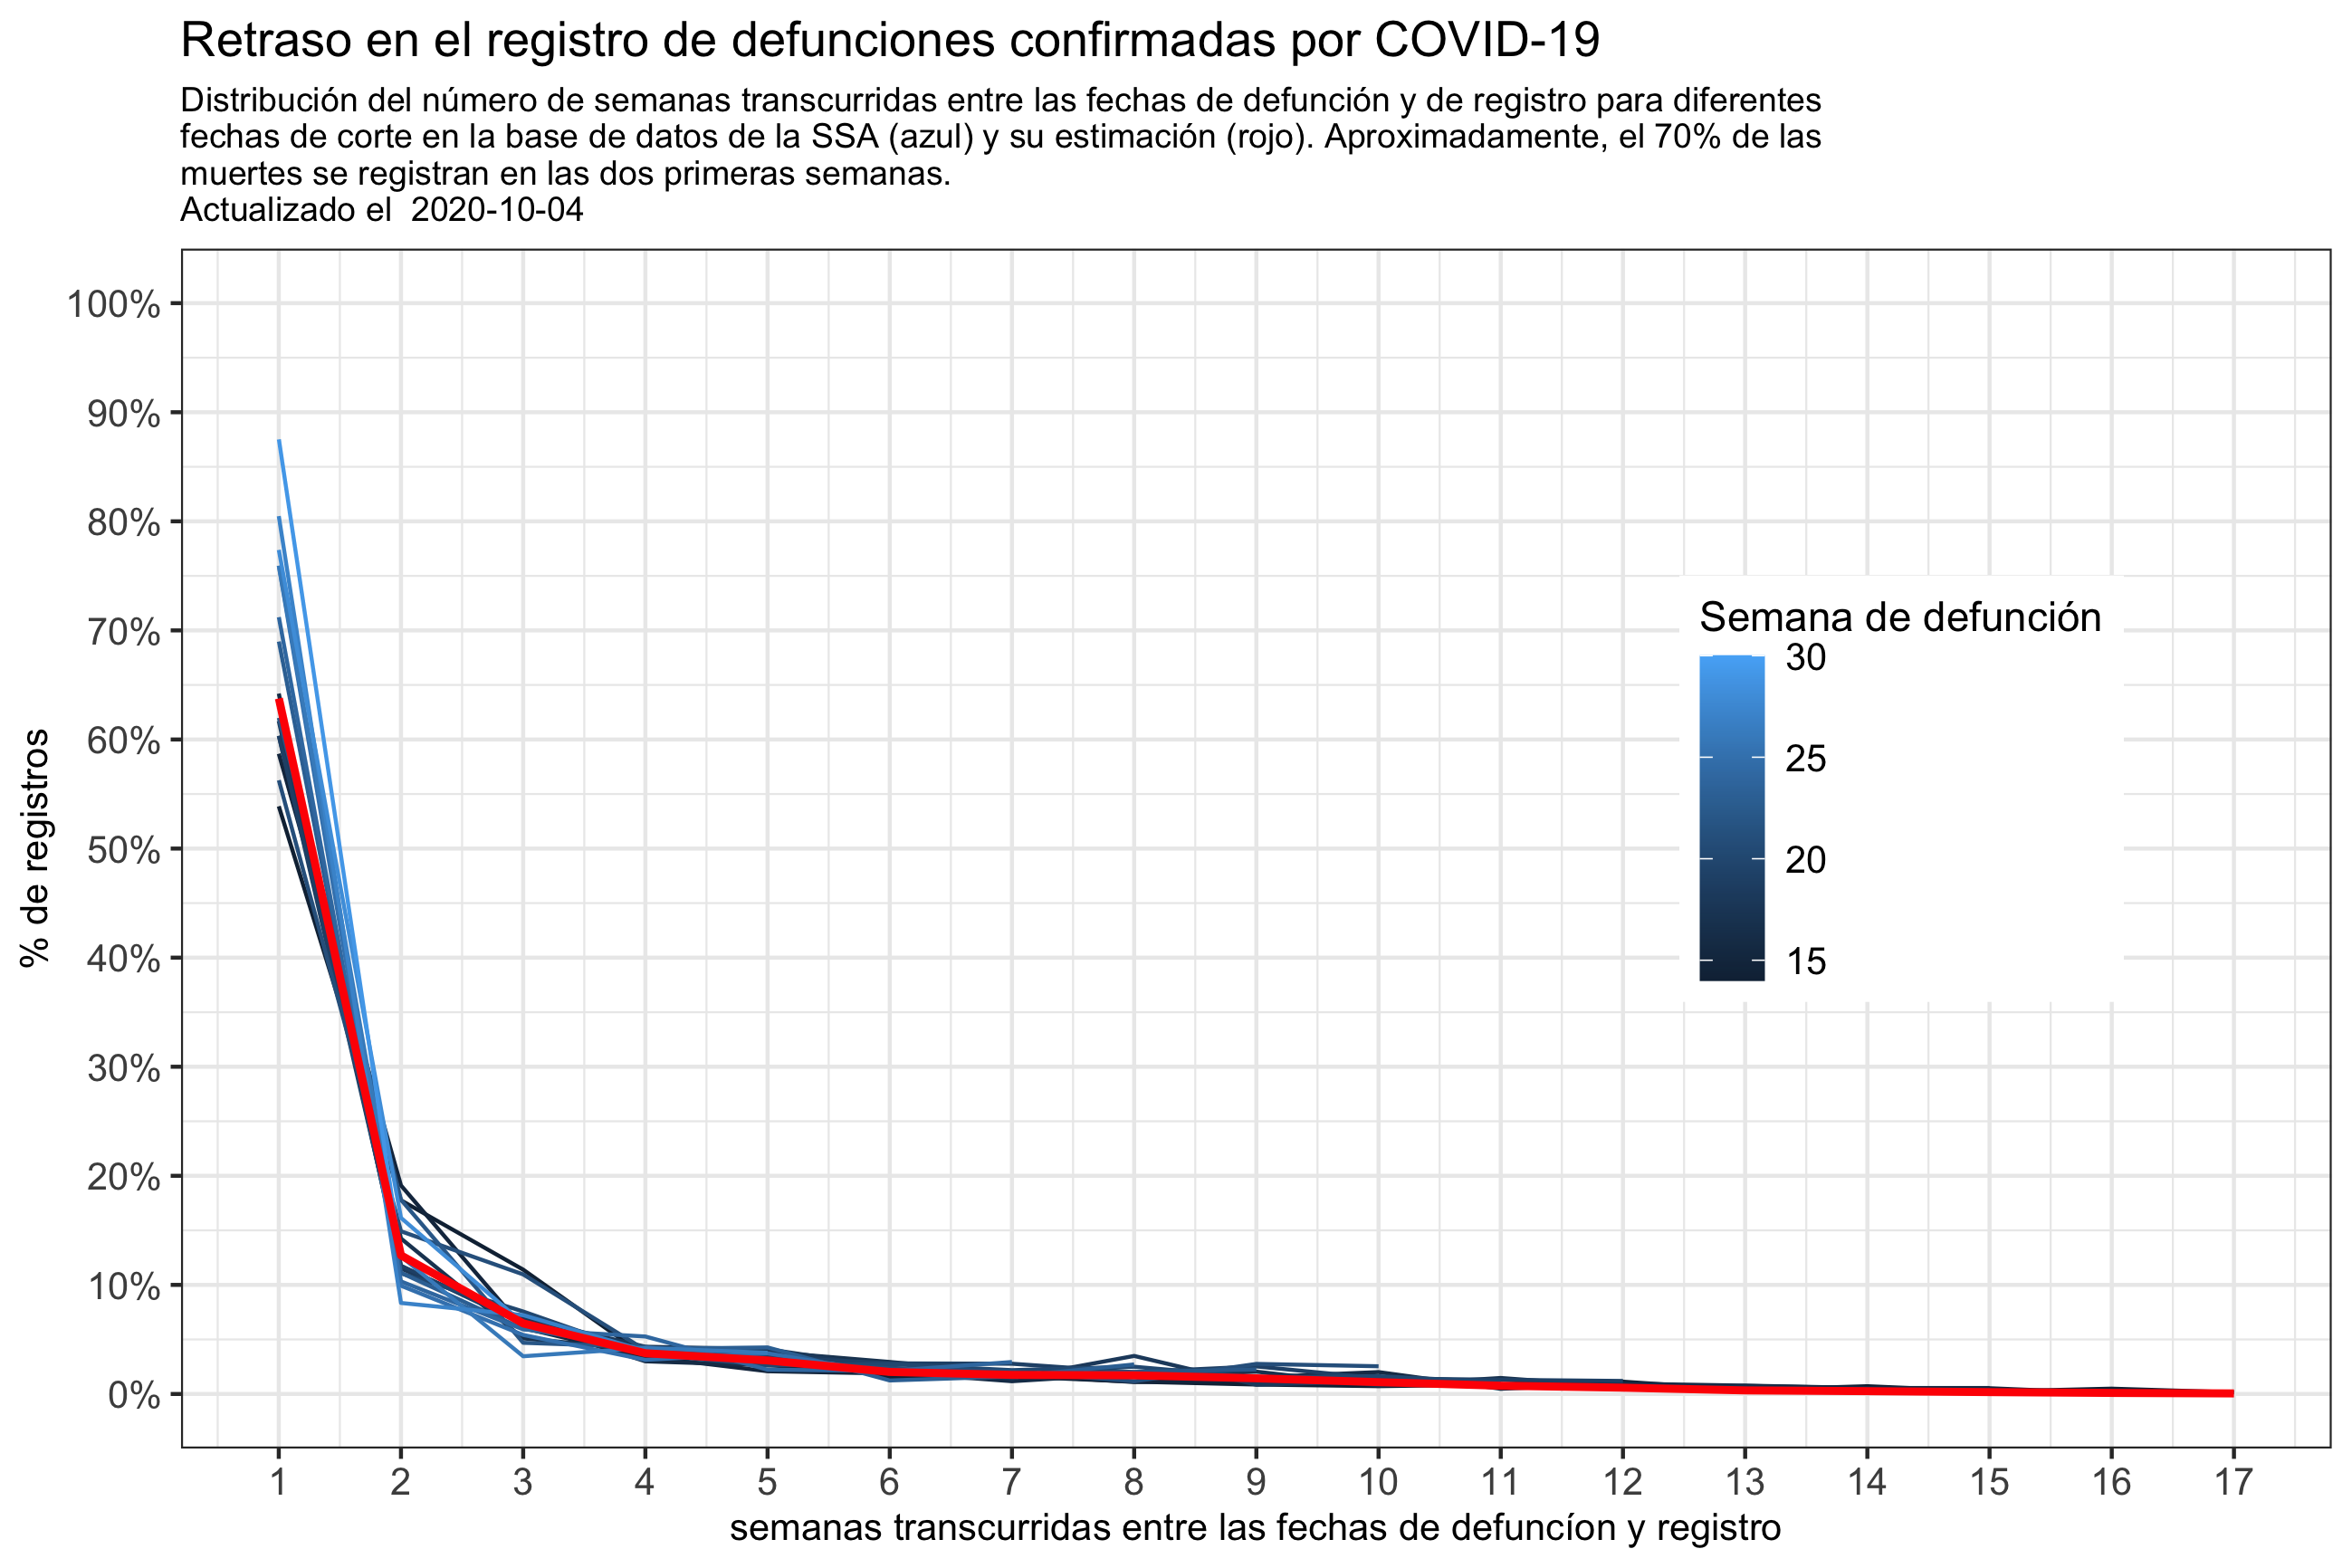 Retraso en el registro de defunciones confirmadas por COVID-19
Distribución del número de semanas transcurridas entre las fechas de defunción y de registro para diferentes
fechas de corte en la base de datos de la SSA (azul) y su estimación (rojo). Aproximadamente, el 70% de las
muertes se registran en las dos primeras semanas.
Actualizado el  2020-10-04
100%
90%
80%
70%
60%
50%
40%
30%
20%
10%
0%
% de registros
Semana de defunción
30
25
20
15
1 2 3 4 5 6 7 8 9 10 11 12 13 14 15 16 17
semanas transcurridas entre las fechas de defuncíon y registro